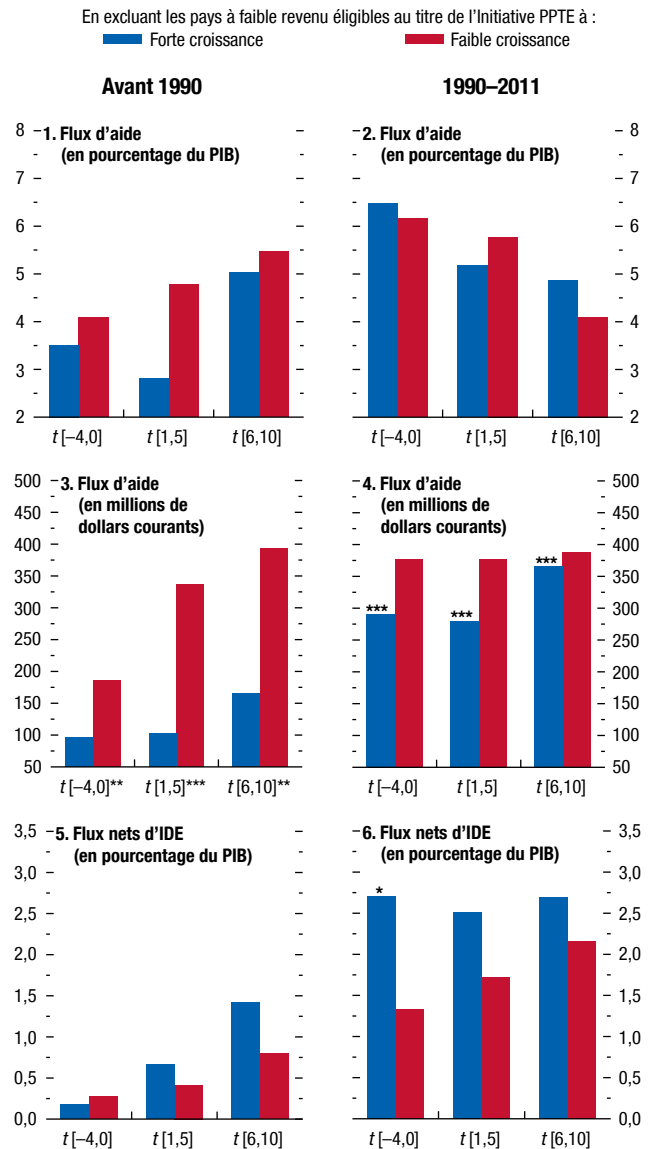 En excluant les pays à faible revenu éligibles au titre de l'Initiative PPTE à :
Forte croissance Faible croissance
Avant 1990 1990–2011
1. Flux d'aide
(en pourcentage du PIB)
8
7
6
5
4
3
2
t [–4,0] t [1,5] t [6,10]
2. Flux d'aide
(en pourcentage du PIB)
8
7
6
5
4
3
2
t [–4,0] t [1,5] t [6,10]
3. Flux d'aide
(en millions de
dollars courants)
500
450
400
350
300
250
200
150
100
50
t [–4,0]** t [1,5]*** t [6,10]**
4. Flux d'aide
(en millions de
dollars courants)
500
450
400
350
300
250
200
150
100
50
*** *** ***
t [–4,0] t [1,5] t [6,10]
5. Flux nets d'IDE
(en pourcentage du PIB)
3,5
3,0
2,5
2,0
1,5
1,0
0,5
0,0
t [–4,0] t [1,5] t [6,10]
6. Flux nets d'IDE
(en pourcentage du PIB)
3,5
3,0
2,5
2,0
1,5
1,0
0,5
0,0
*
t [–4,0] t [1,5] t [6,10]